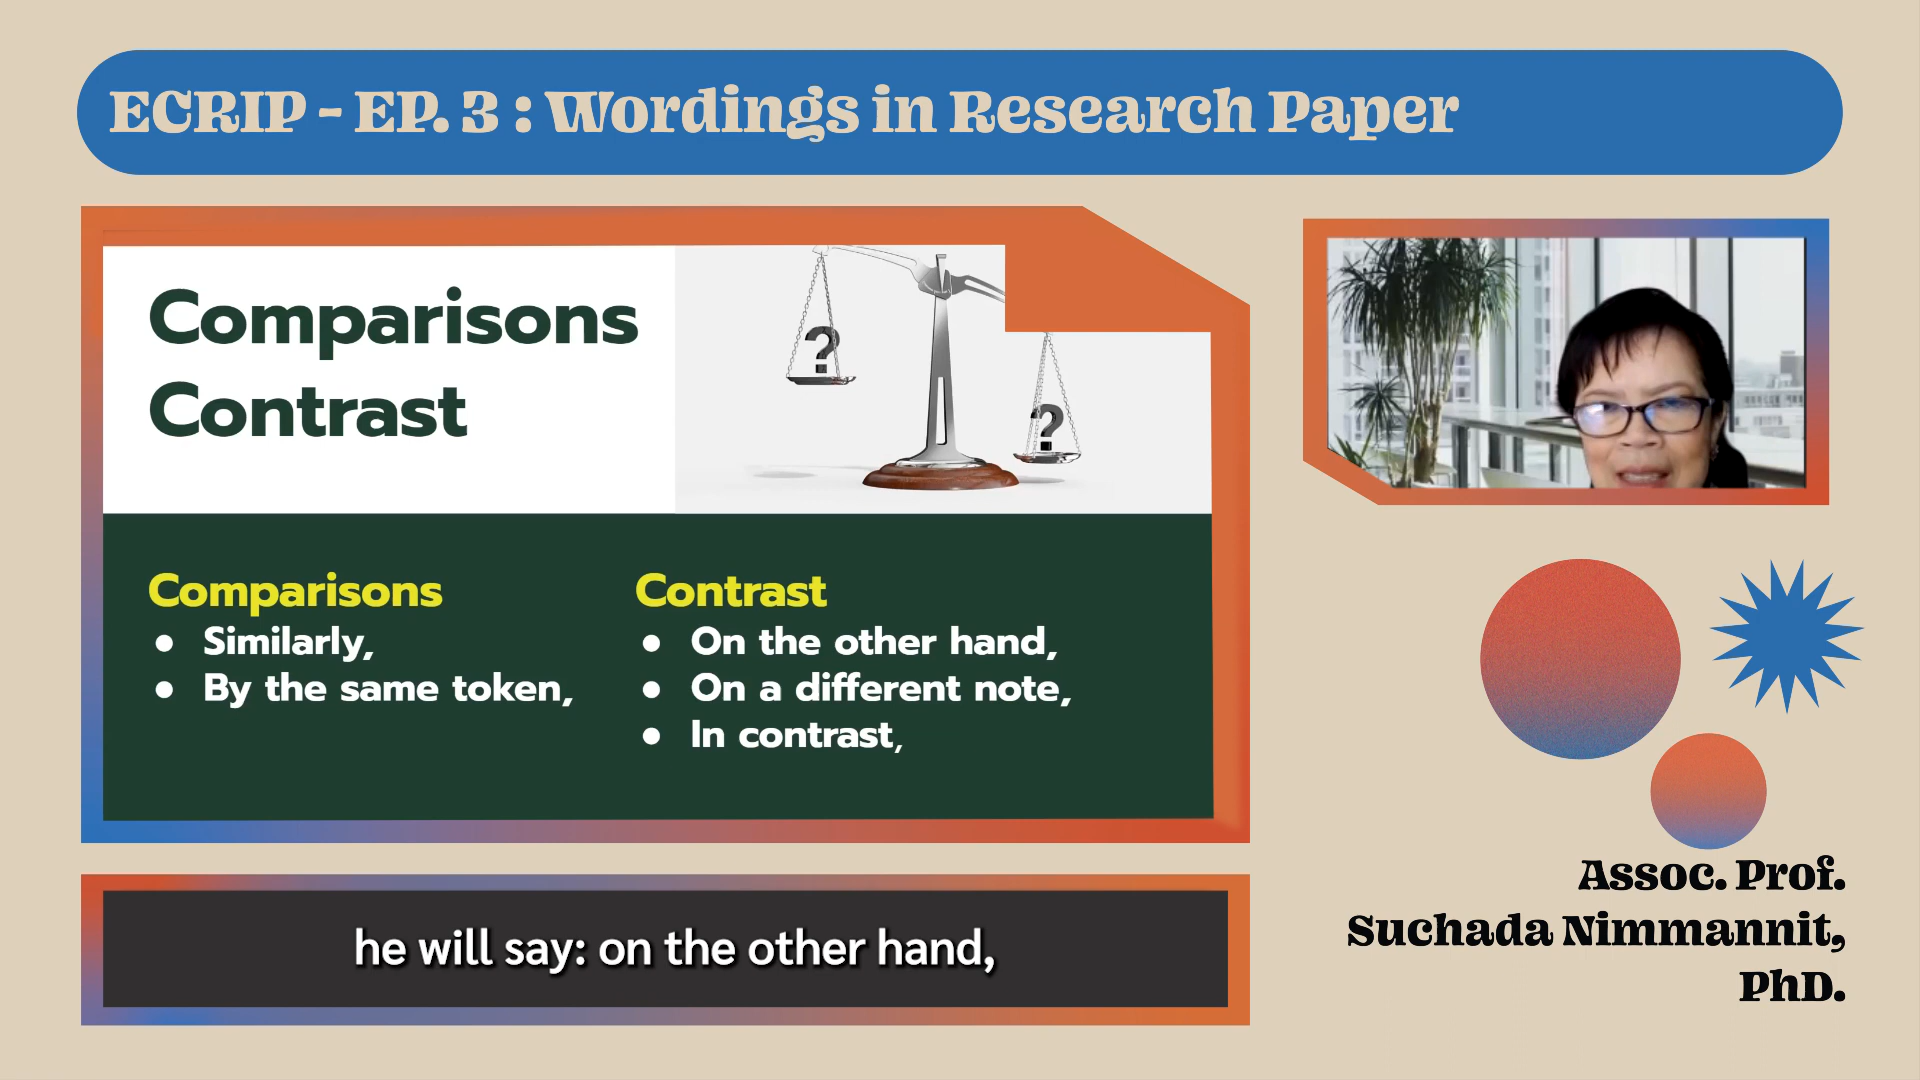 ECRIP - EP. 3 : Wordings in Research Paper
Comparisons
Contrast
?
?
Comparisons
● Similarly,
● By the same token,
Contrast
● On the other hand,
● On a different note,
● In contrast,
he will say: on the other hand,
Assoc. Prof.
Suchada Nimmannit,
PhD.